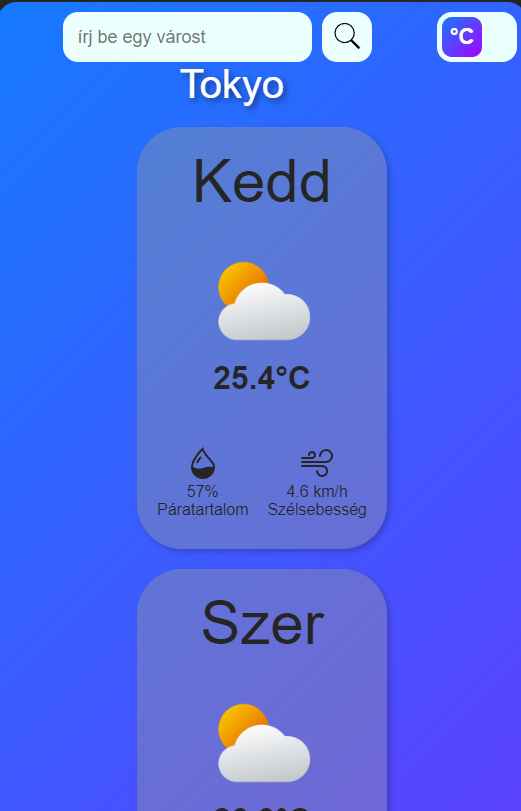 írj be egy várost
°C
Tokyo
Kedd
25.4°C
57%
Páratartalom
4.6 km/h
Szélsebesség
Szer